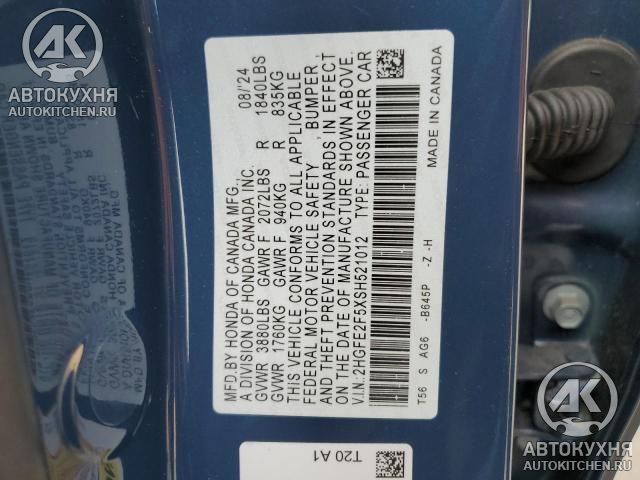 AK
АВТОКУХНЯ
AUTOKITCHEN.RU
MFD.BY HONDA OF CANADA MFG. 08/'24
A DIVISION OF HONDA CANADA INC.
GVWR 3880LBS GAWR F 2072LBS R 1840LBS
GVWR 1760KG GAWR F 940KG R 835KG
THIS VEHICLE CONFORMS TO ALL APPLICABLE
FEDERAL MOTOR VEHICLE SAFETY , BUMPER,
AND THEFT PREVENTION STANDARDS IN EFFECT
ON THE DATE OF MANUFACTURE SHOWN ABOVE.
V.I.N.: 2HGFE2F5XSH521012 TYPE: PASSENGER CAR
T56 S AG6 -B645P -Z -H MADE IN CANADA
T20 A1
AK
АВТОКУХНЯ
AUTOKITCHEN.RU